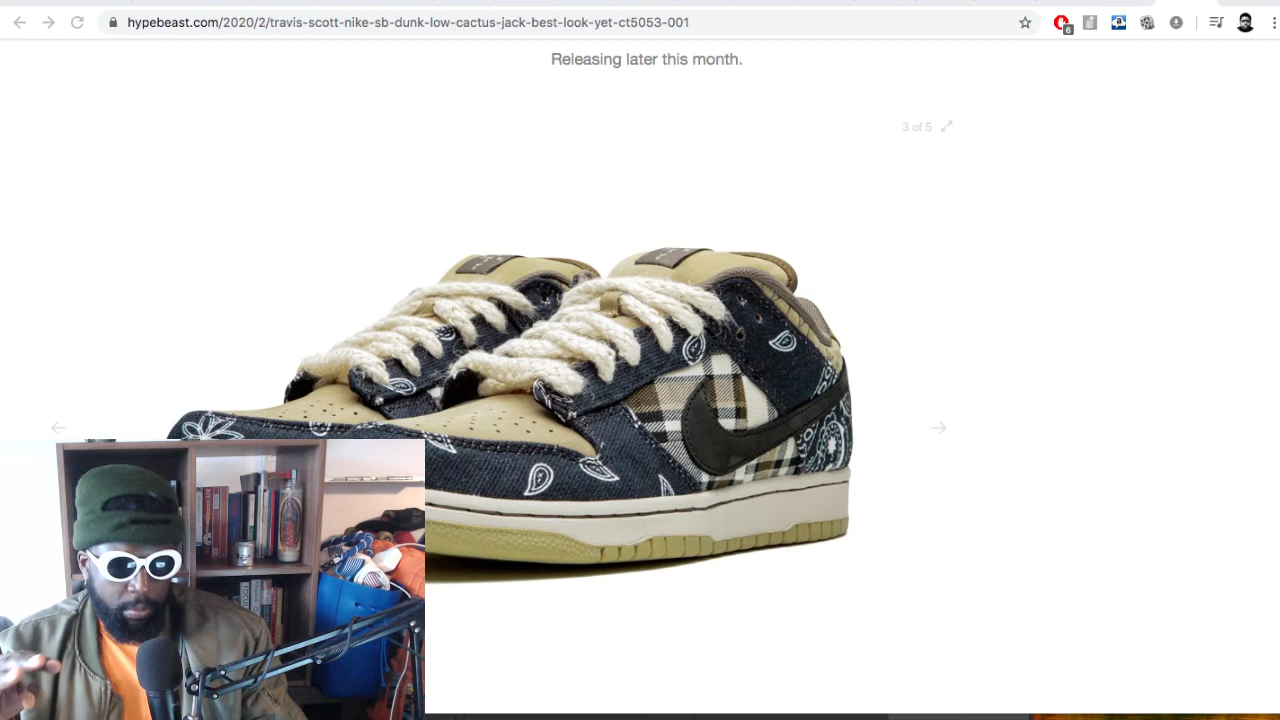 hypebeast.com/2020/2/travis-scott-nike-sb-dunk-low-cactus-jack-best-look-yet-ct5053-001
6
Releasing later this month.
3 of 5